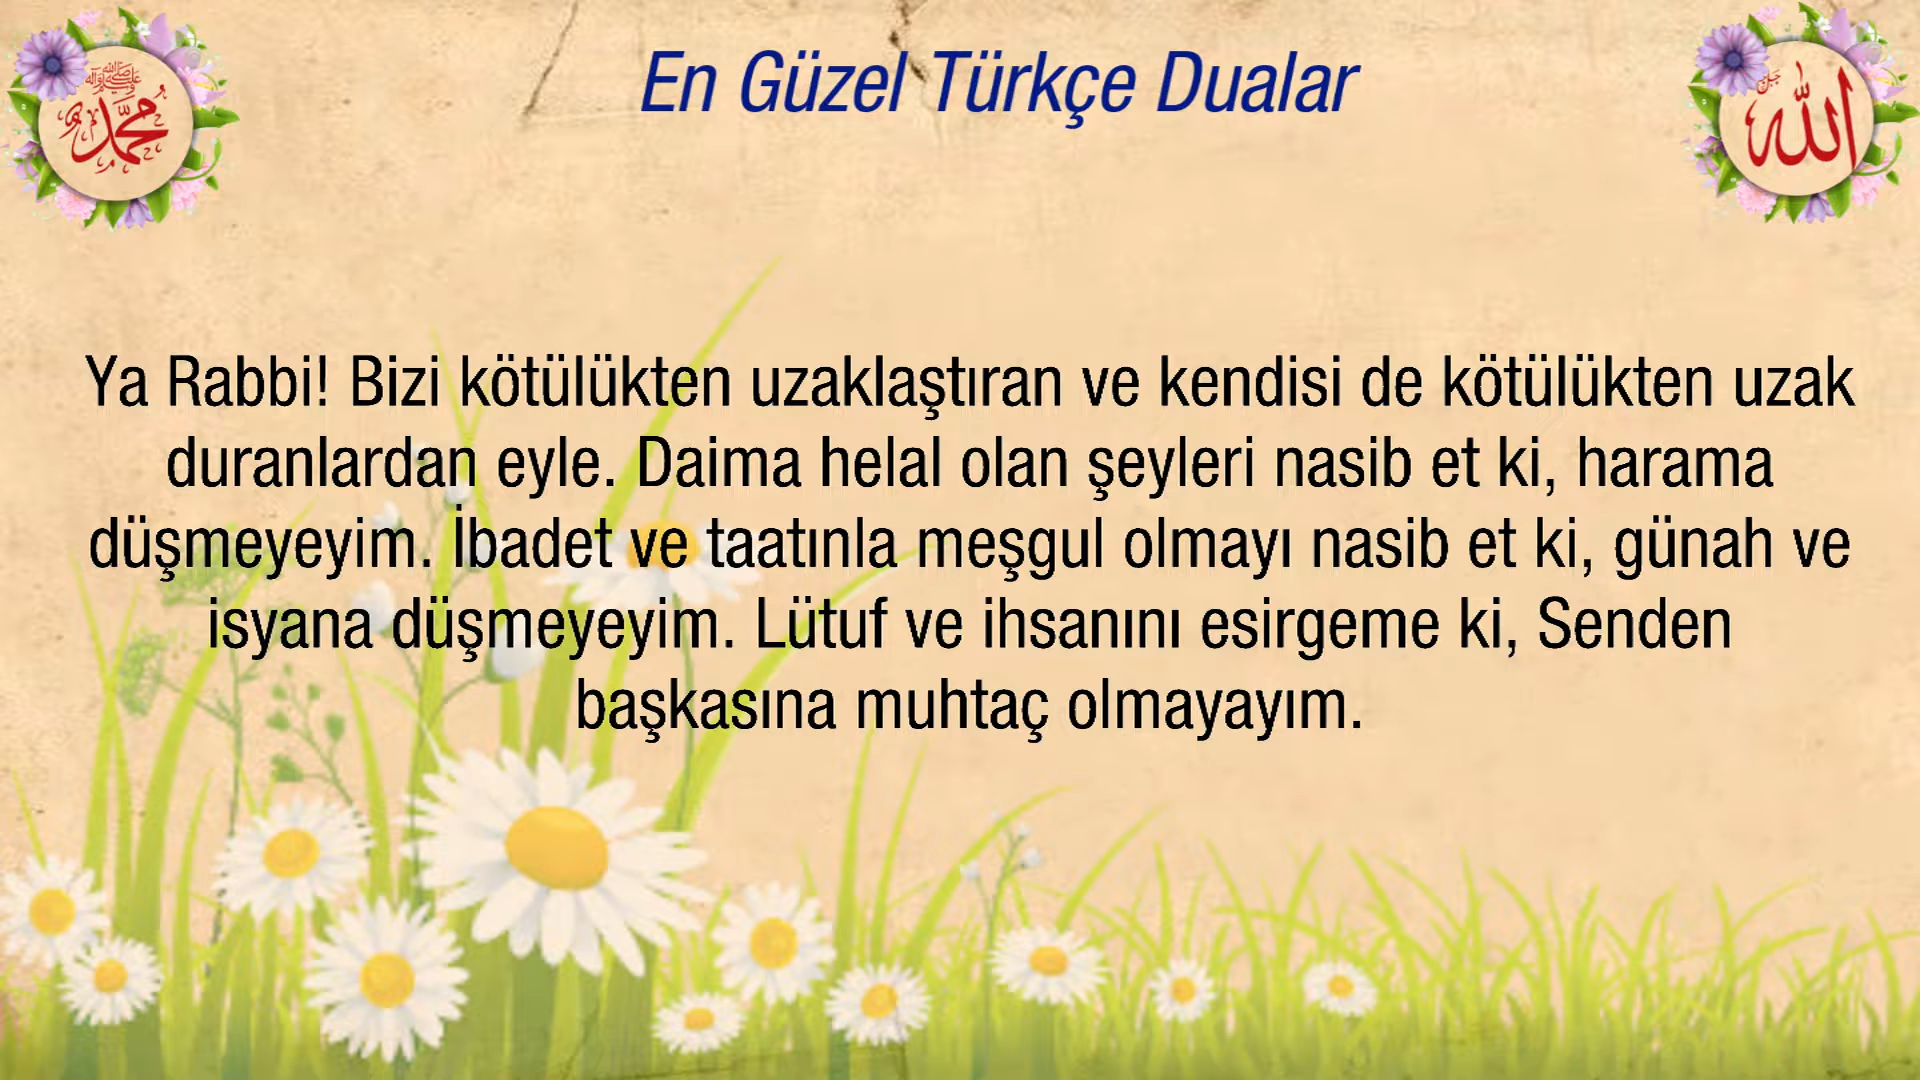 En Güzel Türkçe Dualar
محمد
الله
Ya Rabbi! Bizi kötülükten uzaklaştıran ve kendisi de kötülükten uzak
duranlardan eyle. Daima helal olan şeyleri nasib et ki, harama
düşmeyeyim. İbadet ve taatınla meşgul olmayı nasib et ki, günah ve
isyana düşmeyeyim. Lütuf ve ihsanını esirgeme ki, Senden
başkasına muhtaç olmayayım.